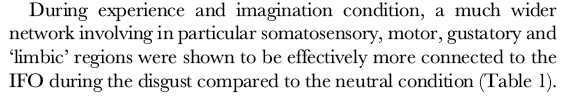 During experience and imagination condition, a much wider
network involving in particular somatosensory, motor, gustatory and
‘limbic’ regions were shown to be effectively more connected to the
IFO during the disgust compared to the neutral condition (Table 1).